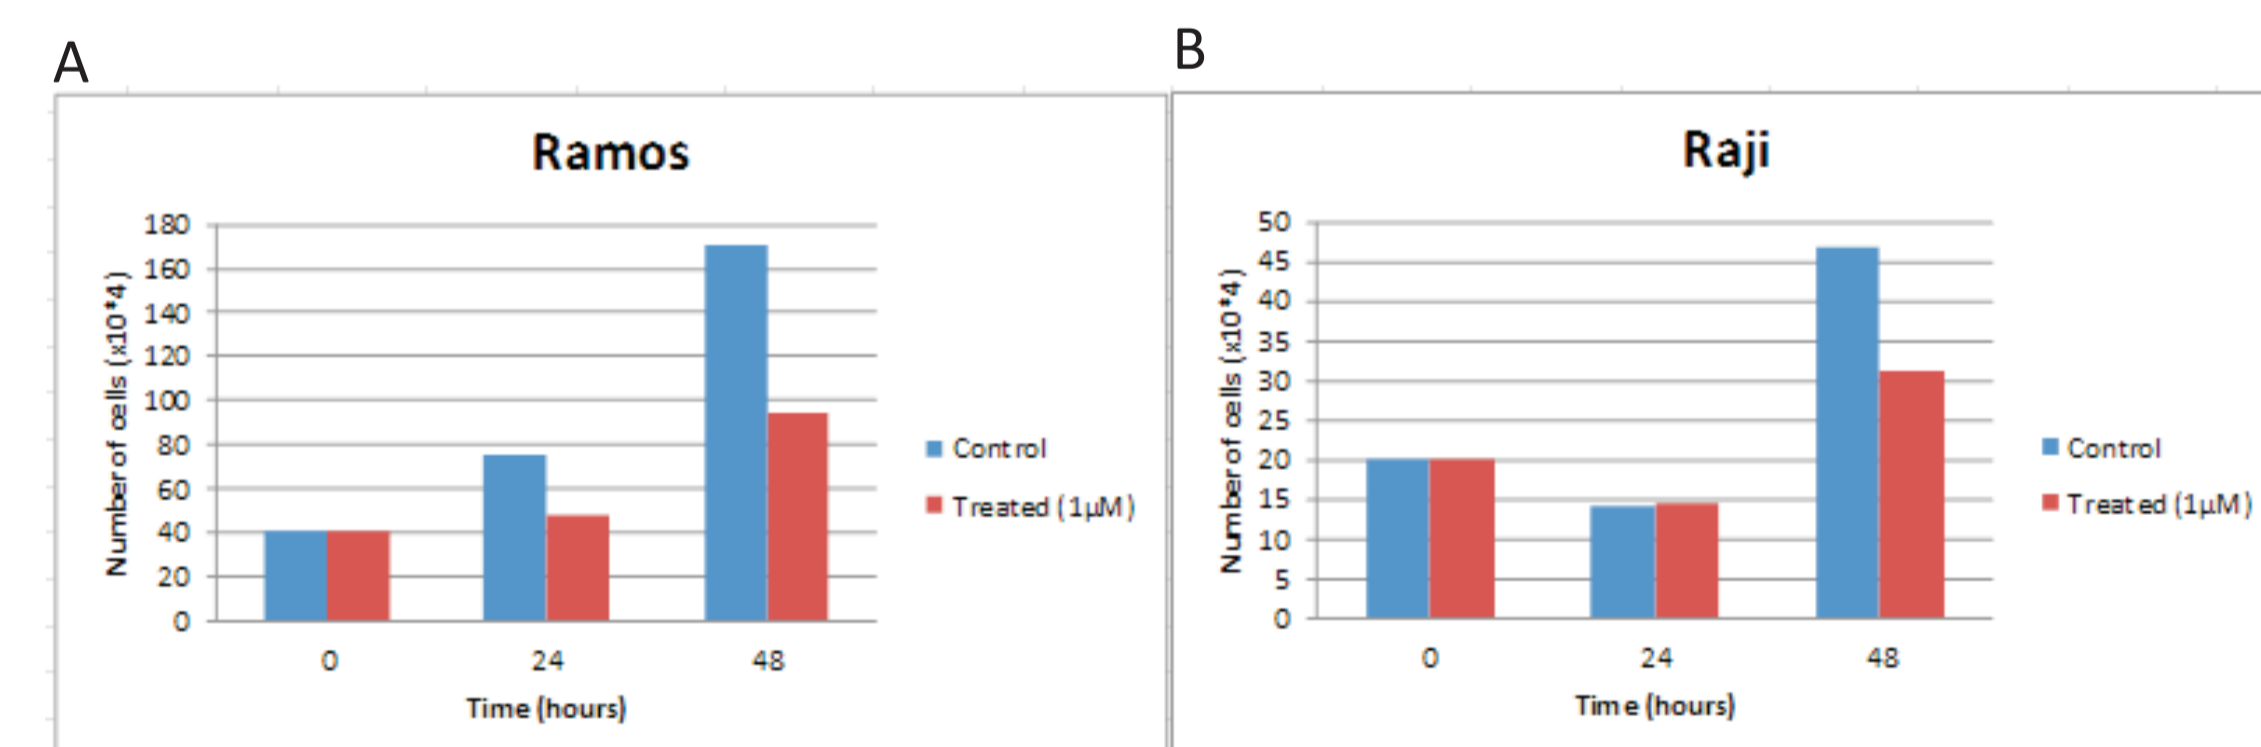 A
Ramos
180
160
140
120
100
80
60
40
20
0
Number of cells (x10*4)
0 24 48
Time (hours)
Control
Treated (1µM)
B
Raji
50
45
40
35
30
25
20
15
10
5
0
Number of cells (x10*4)
0 24 48
Time (hours)
Control
Treated (1µM)